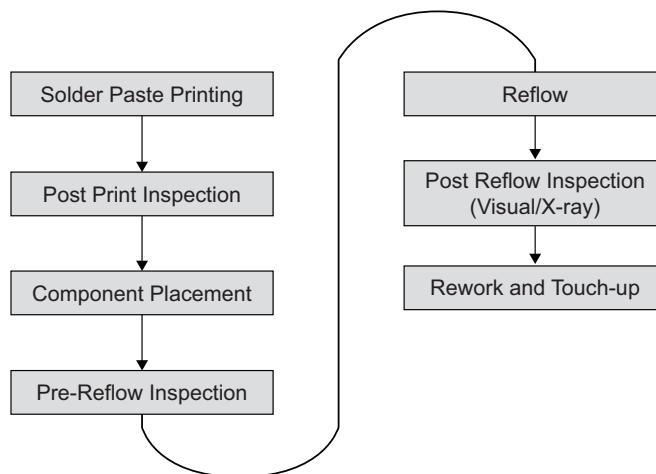 Solder Paste Printing
Post Print Inspection
Component Placement
Pre-Reflow Inspection
Reflow
Post Reflow Inspection
(Visual/X-ray)
Rework and Touch-up